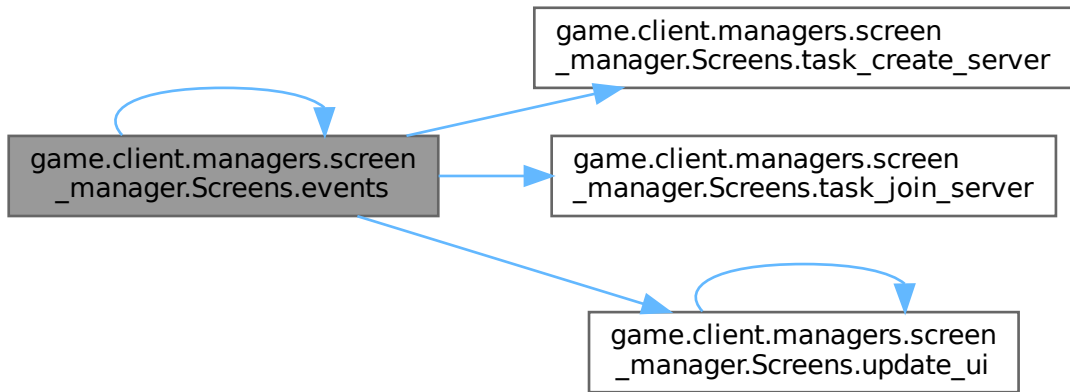 game.client.managers.screen
_manager.Screens.task_create_server
game.client.managers.screen
_manager.Screens.events
game.client.managers.screen
_manager.Screens.task_join_server
game.client.managers.screen
_manager.Screens.update_ui